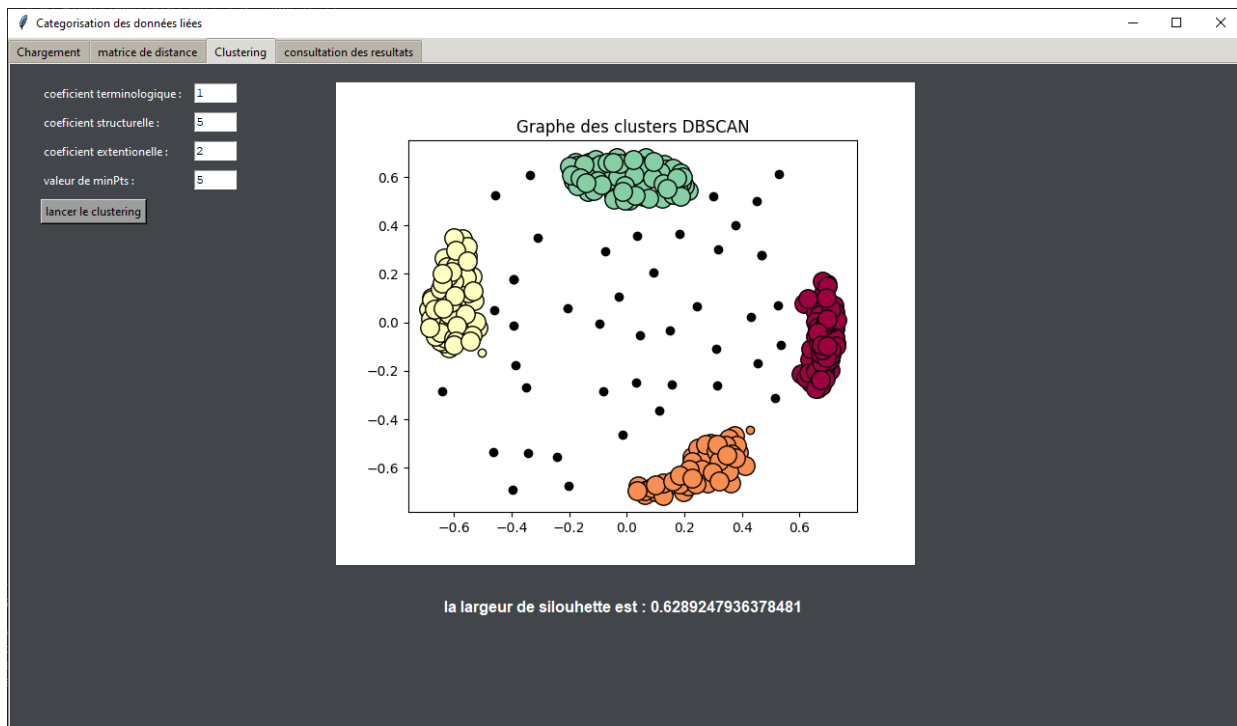 Categorisation des données liées
Chargement matrice de distance Clustering consultation des resultats
coeficient terminologique : 1
coeficient structurelle : 5
coeficient extentionelle : 2
valeur de minPts : 5
lancer le clustering
Graphe des clusters DBSCAN
0.6
0.4
0.2
0.0
−0.2
−0.4
−0.6
−0.6 −0.4 −0.2 0.0 0.2 0.4 0.6
la largeur de silouhette est : 0.6289247936378481